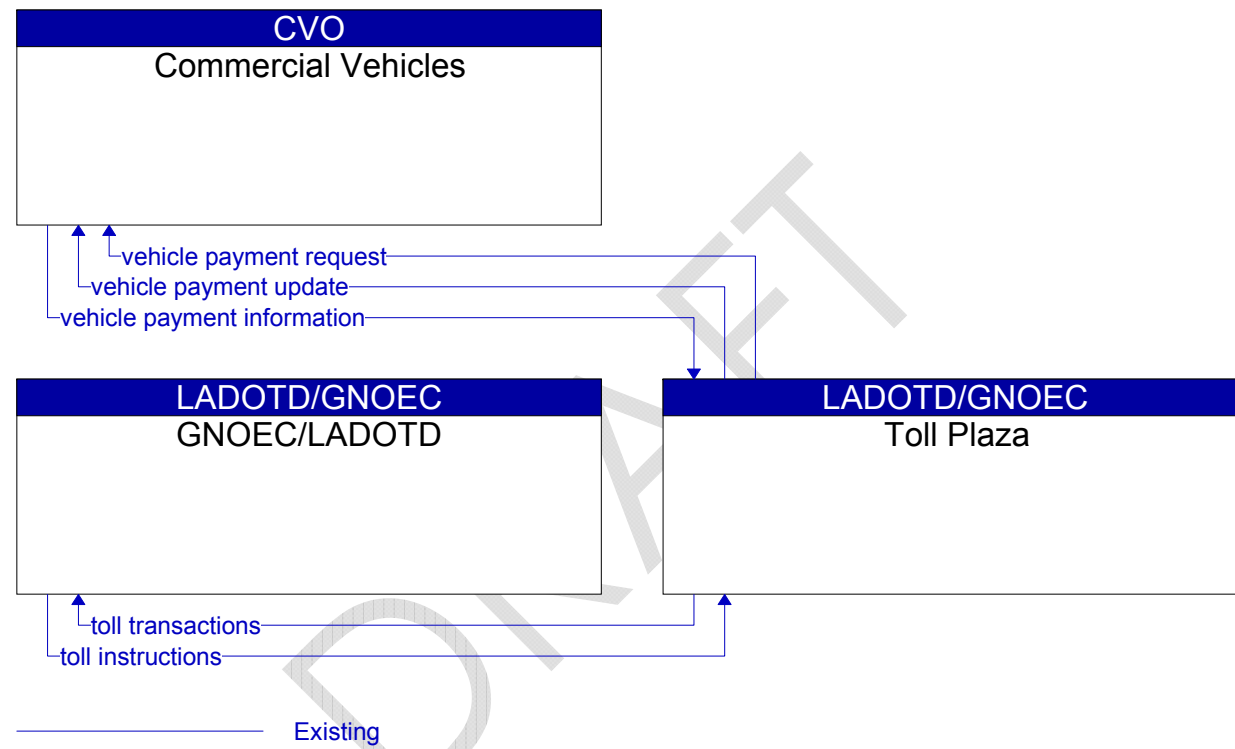 CVO
Commercial Vehicles
vehicle payment request
vehicle payment update
vehicle payment information
LADOTD/GNOEC
GNOEC/LADOTD
LADOTD/GNOEC
Toll Plaza
toll transactions
toll instructions
Existing
DRAFT